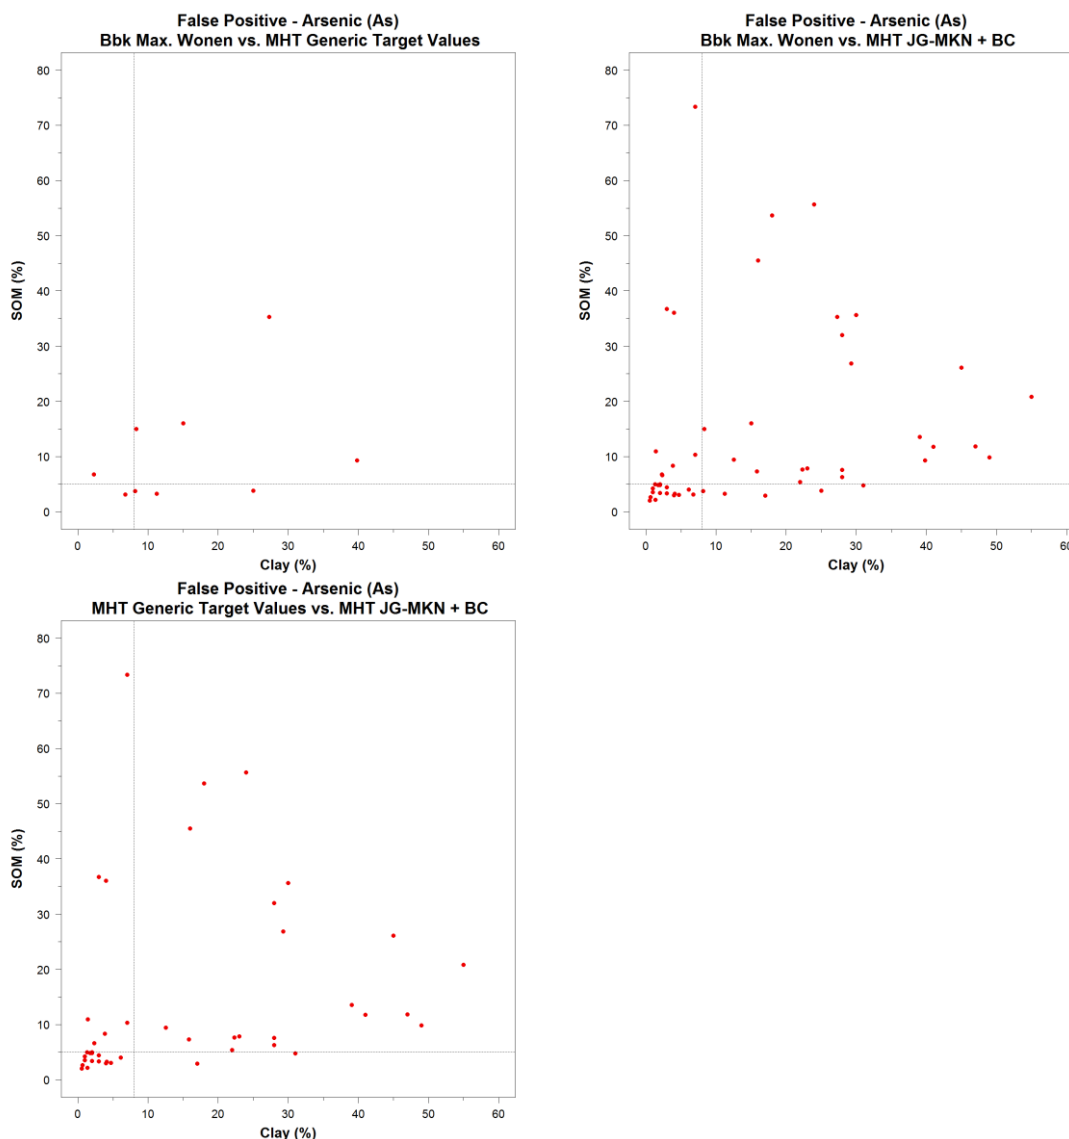 False Positive - Arsenic (As)
Bbk Max. Wonen vs. MHT Generic Target Values
80
70
60
50
40
30
20
10
0
SOM (%)
0 10 20 30 40 50 60
Clay (%)
False Positive - Arsenic (As)
Bbk Max. Wonen vs. MHT JG-MKN + BC
80
70
60
50
40
30
20
10
0
SOM (%)
0 10 20 30 40 50 60
Clay (%)
False Positive - Arsenic (As)
MHT Generic Target Values vs. MHT JG-MKN + BC
80
70
60
50
40
30
20
10
0
SOM (%)
0 10 20 30 40 50 60
Clay (%)